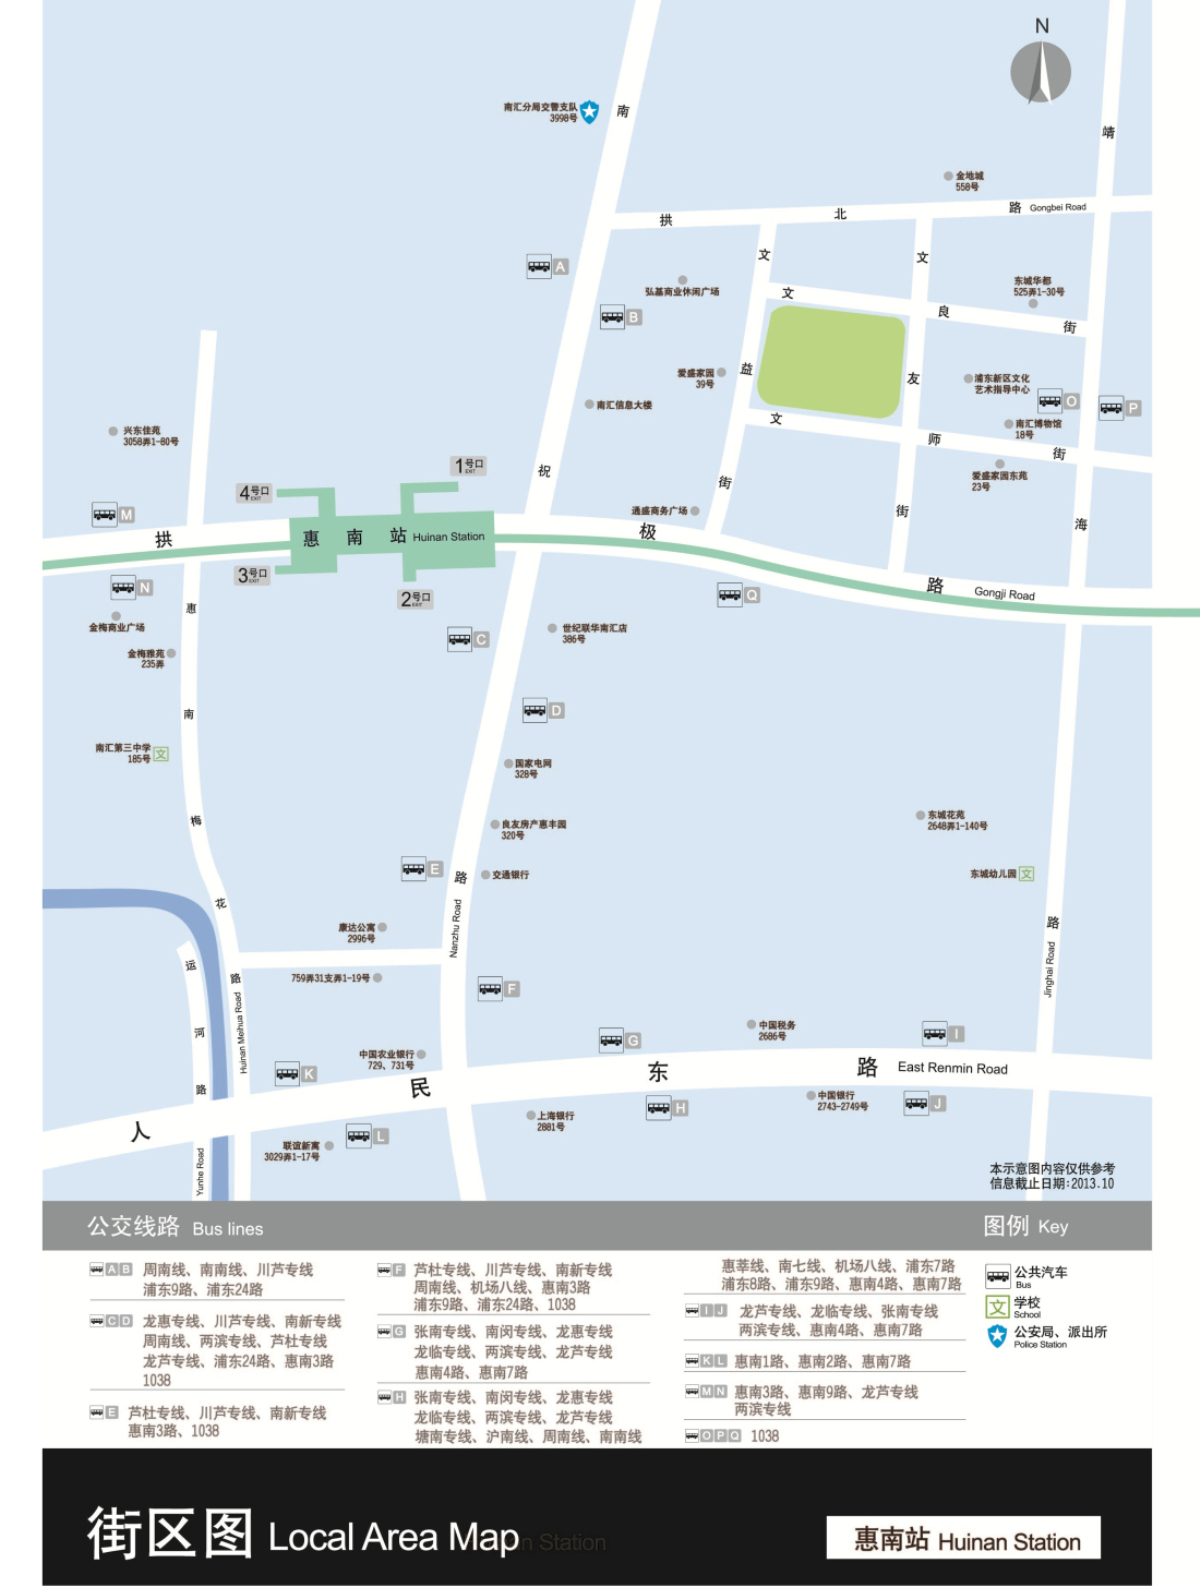 N
南汇分局交警支队
3998号
南
靖
金地城
558号
拱
北
路 Gongbei Road
文
文
A
弘基商业休闲广场
文
东城华都
525弄1-30号
B
良
街
爱盛家园
39号
益
友
浦东新区文化
艺术指导中心
O
P
南汇信息大楼
文
南汇博物馆
18号
师
街
兴东佳苑
3058弄1-80号
1号口
EXIT
祝
爱盛家园东苑
23号
4号口
EXIT
街
街
M
通盛商务广场
海
拱
惠 南 站 Huinan Station
极
3号口
EXIT
N
路 Gongji Road
Q
2号口
EXIT
惠
金梅商业广场
世纪联华南汇店
386号
C
金梅雅苑
235弄
南
D
南汇第三中学
185号
文
国家电网
328号
梅
良友房产惠丰园
320号
东城花苑
2648弄1-140号
E
路
交通银行
东城幼儿园
文
花
康达公寓
2996号
Nanzhu Road
路
Jinghai Road
运
路
759弄31支弄1-19号
F
Huinan Meihua Road
河
中国税务
2686号
I
G
中国农业银行
729、731号
K
路
民
东
路 East Renmin Road
中国银行
2743-2749号
J
H
上海银行
2881号
人
L
联谊新寓
3029弄1-17号
Yunhe Road
本示意图内容仅供参考
信息截止日期:2013.10
公交线路 Bus lines
图例 Key
A B 周南线、南南线、川芦专线
浦东9路、浦东24路
C D 龙惠专线、川芦专线、南新专线
周南线、两滨专线、芦杜专线
龙芦专线、浦东24路、惠南3路
1038
E 芦杜专线、川芦专线、南新专线
惠南3路、1038
F 芦杜专线、川芦专线、南新专线
周南线、机场八线、惠南3路
浦东9路、浦东24路、1038
G 张南专线、南闵专线、龙惠专线
龙临专线、两滨专线、龙芦专线
惠南4路、惠南7路
H 张南专线、南闵专线、龙惠专线
龙临专线、两滨专线、龙芦专线
塘南专线、沪南线、周南线、南南线
惠莘线、南七线、机场八线、浦东7路
浦东8路、浦东9路、惠南4路、惠南7路
I J 龙芦专线、龙临专线、张南专线
两滨专线、惠南4路、惠南7路
K L 惠南1路、惠南2路、惠南7路
M N 惠南3路、惠南9路、龙芦专线
两滨专线
O P Q 1038
公共汽车
Bus
文 学校
School
公安局、派出所
Police Station
街区图 Local Area Map
Station
惠南站 Huinan Station